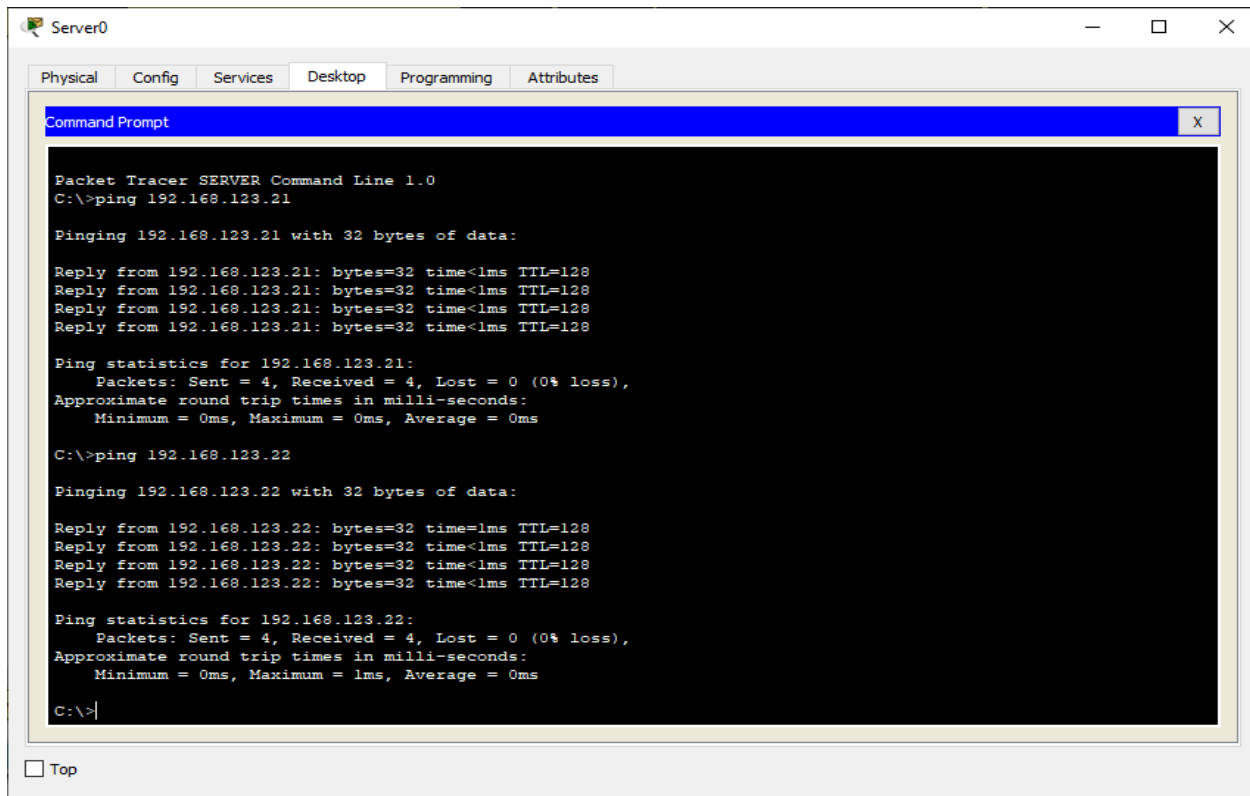 Server0
Physical Config Services Desktop Programming Attributes
Command Prompt X
Packet Tracer SERVER Command Line 1.0
C:\>ping 192.168.123.21
Pinging 192.168.123.21 with 32 bytes of data:
Reply from 192.168.123.21: bytes=32 time<1ms TTL=128
Reply from 192.168.123.21: bytes=32 time<1ms TTL=128
Reply from 192.168.123.21: bytes=32 time<1ms TTL=128
Reply from 192.168.123.21: bytes=32 time<1ms TTL=128
Ping statistics for 192.168.123.21:
Packets: Sent = 4, Received = 4, Lost = 0 (0% loss),
Approximate round trip times in milli-seconds:
Minimum = 0ms, Maximum = 0ms, Average = 0ms
C:\>ping 192.168.123.22
Pinging 192.168.123.22 with 32 bytes of data:
Reply from 192.168.123.22: bytes=32 time=1ms TTL=128
Reply from 192.168.123.22: bytes=32 time<1ms TTL=128
Reply from 192.168.123.22: bytes=32 time<1ms TTL=128
Reply from 192.168.123.22: bytes=32 time<1ms TTL=128
Ping statistics for 192.168.123.22:
Packets: Sent = 4, Received = 4, Lost = 0 (0% loss),
Approximate round trip times in milli-seconds:
Minimum = 0ms, Maximum = 1ms, Average = 0ms
C:\>
Top